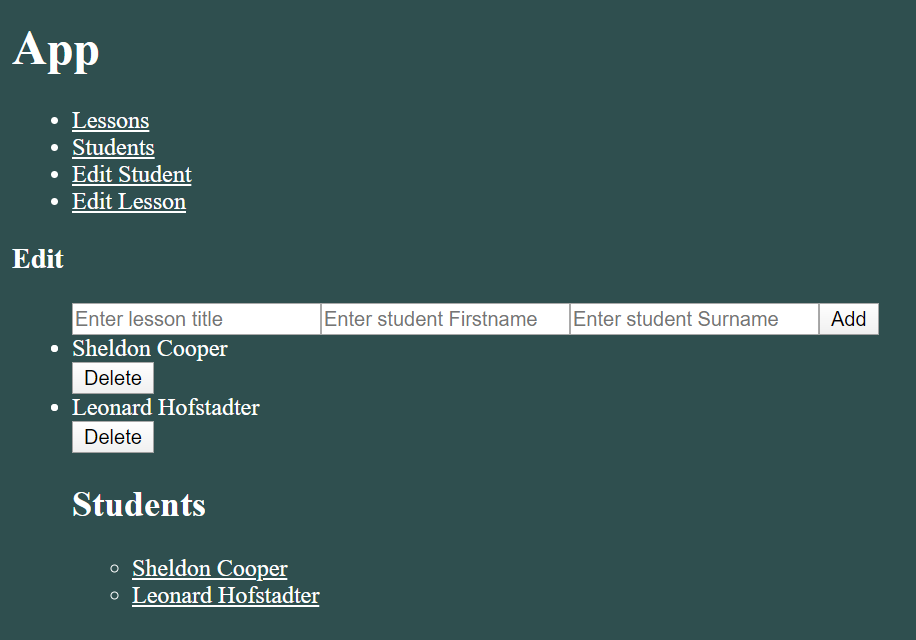 App
Lessons
Students
Edit Student
Edit Lesson
Edit
Enter lesson title Enter student Firstname Enter student Surname Add
Sheldon Cooper
Delete
Leonard Hofstadter
Delete
Students
Sheldon Cooper
Leonard Hofstadter